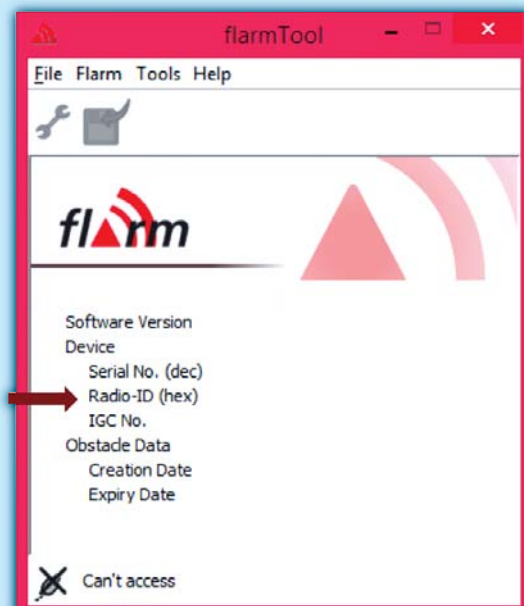 flarmTool
File Flarm Tools Help
flarm
Software Version
Device
Serial No. (dec)
Radio-ID (hex)
IGC No.
Obstacle Data
Creation Date
Expiry Date
Can't access